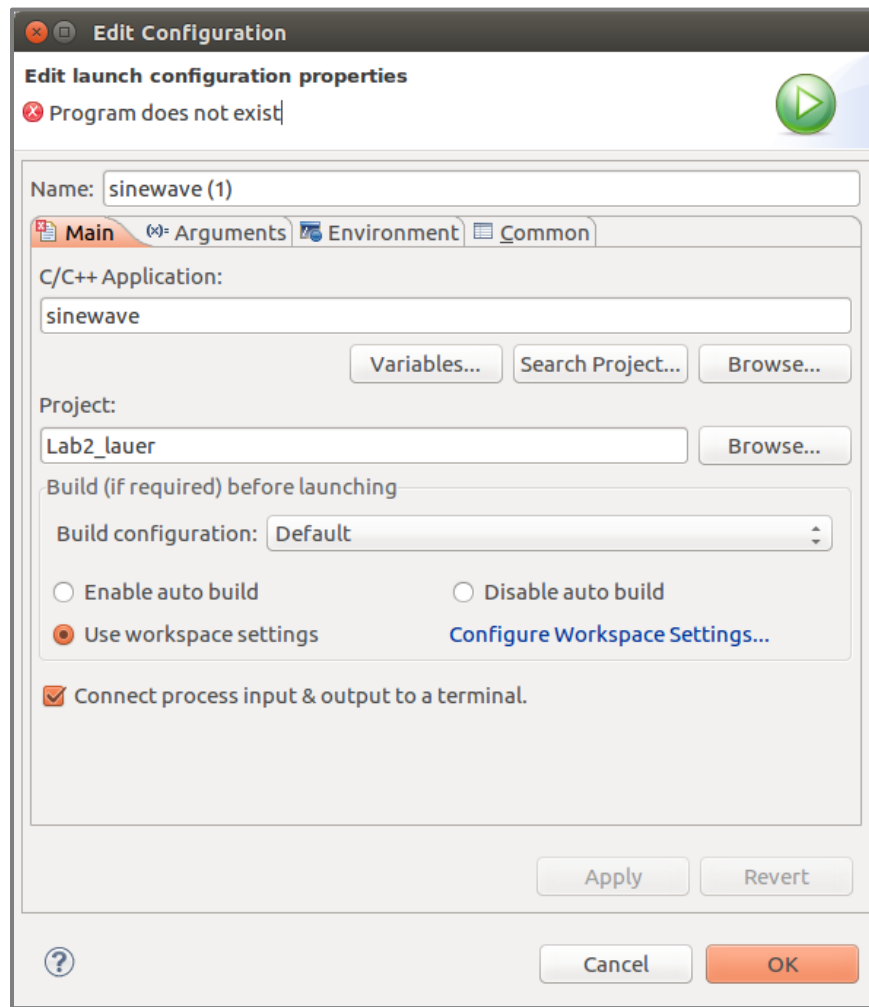 Edit Configuration
Edit launch configuration properties
Program does not exist
Name: sinewave (1)
Main (x)= Arguments Environment Common
C/C++ Application:
sinewave
Variables... Search Project... Browse...
Project:
Lab2_lauer Browse...
Build (if required) before launching
Build configuration: Default
Enable auto build Disable auto build
Use workspace settings Configure Workspace Settings...
Connect process input & output to a terminal.
Apply Revert
? Cancel OK